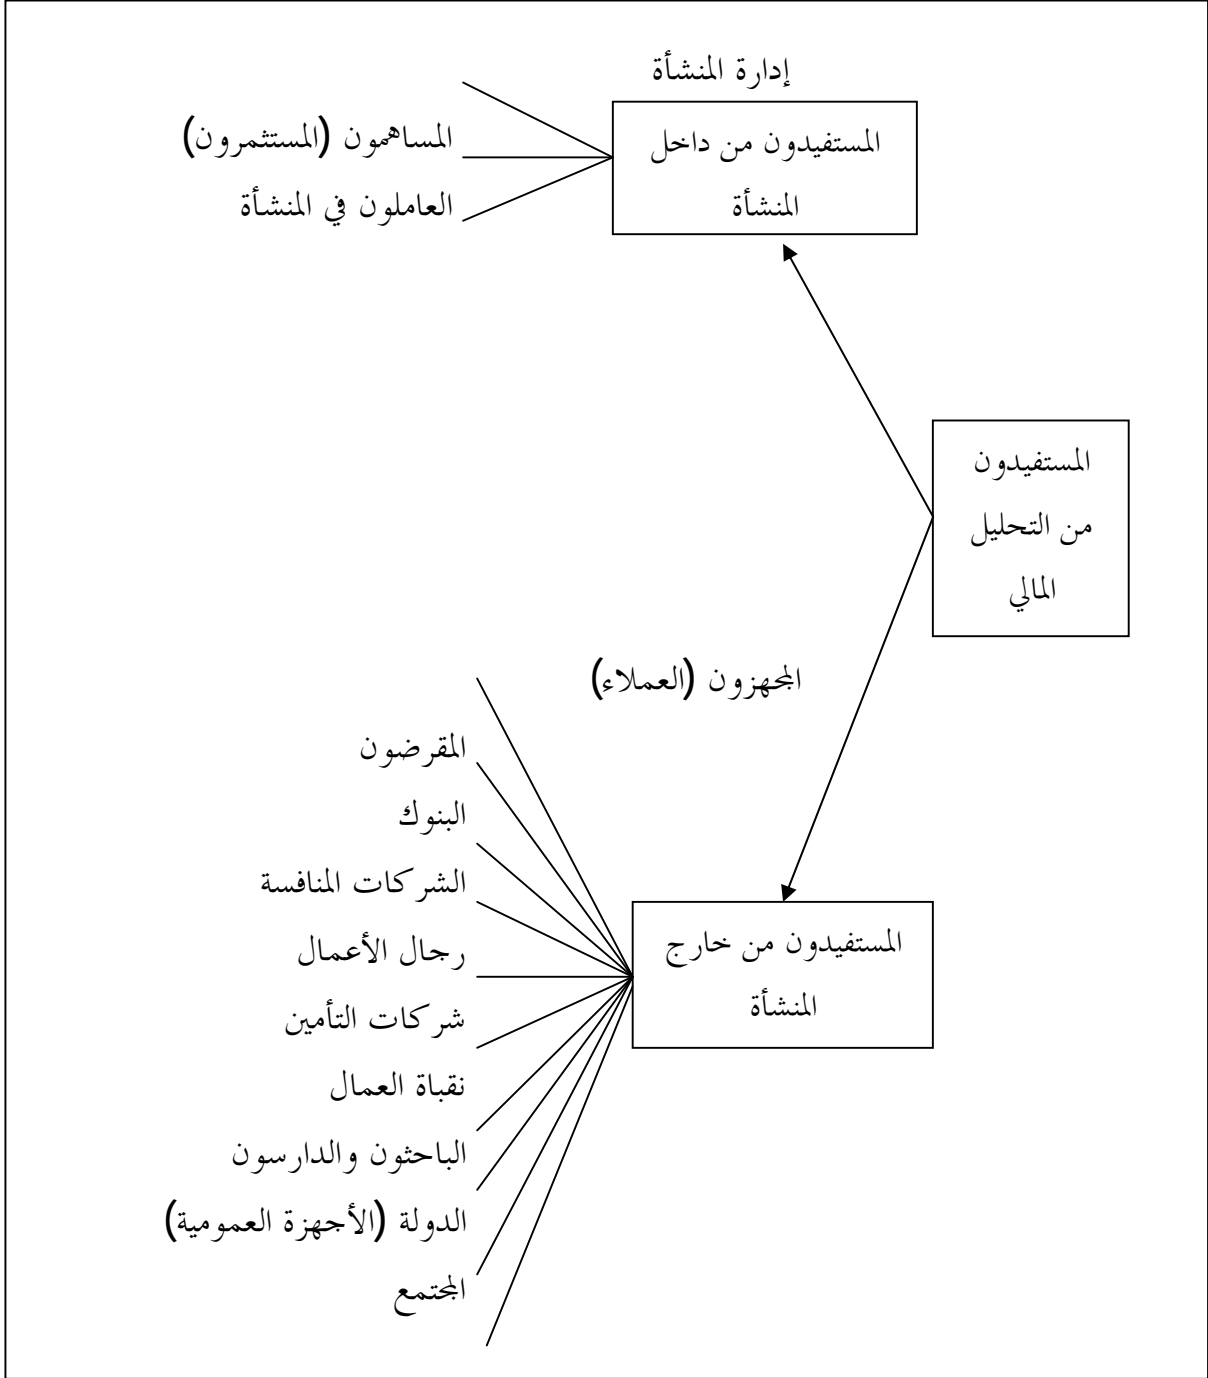 إدارة المنشأة
المستفيدون من داخل
المنشأة
المساهمون (المستثمرون)
العاملون في المنشأة
المستفيدون
من التحليل
المالي
المجهزون (العملاء)
المقرضون
البنوك
الشركات المنافسة
رجال الأعمال
شركات التأمين
نقباة العمال
الباحثون والدارسون
الدولة (الأجهزة العمومية)
المجتمع
المستفيدون من خارج
المنشأة